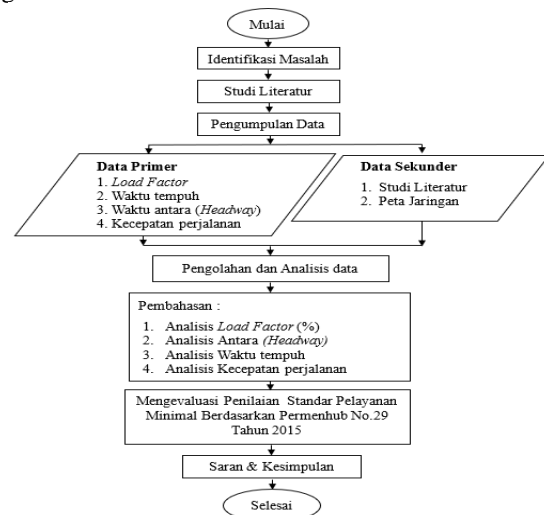 Mulai
Identifikasi Masalah
Studi Literatur
Pengumpulan Data
Data Primer
1. Load Factor
2. Waktu tempuh
3. Waktu antara (Headway)
4. Kecepatan perjalanan
Data Sekunder
1. Studi Literatur
2. Peta Jaringan
Pengolahan dan Analisis data
Pembahasan :
1. Analisis Load Factor (%)
2. Analisis Antara (Headway)
3. Analisis Waktu tempuh
4. Analisis Kecepatan perjalanan
Mengevaluasi Penilaian Standar Pelayanan
Minimal Berdasarkan Permenhub No.29
Tahun 2015
Saran & Kesimpulan
Selesai